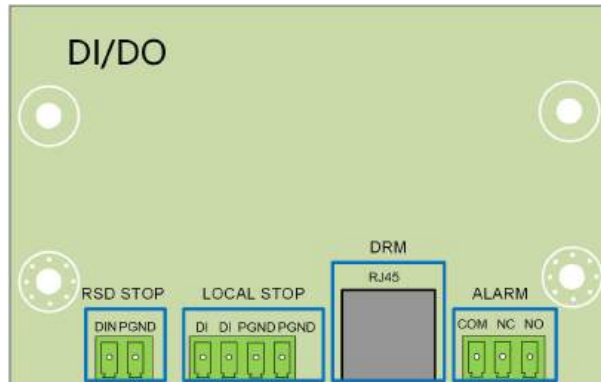 DI/DO
DRM
RSD STOP LOCAL STOP RJ45 ALARM
DIN PGND DI DI PGND PGND COM NC NO